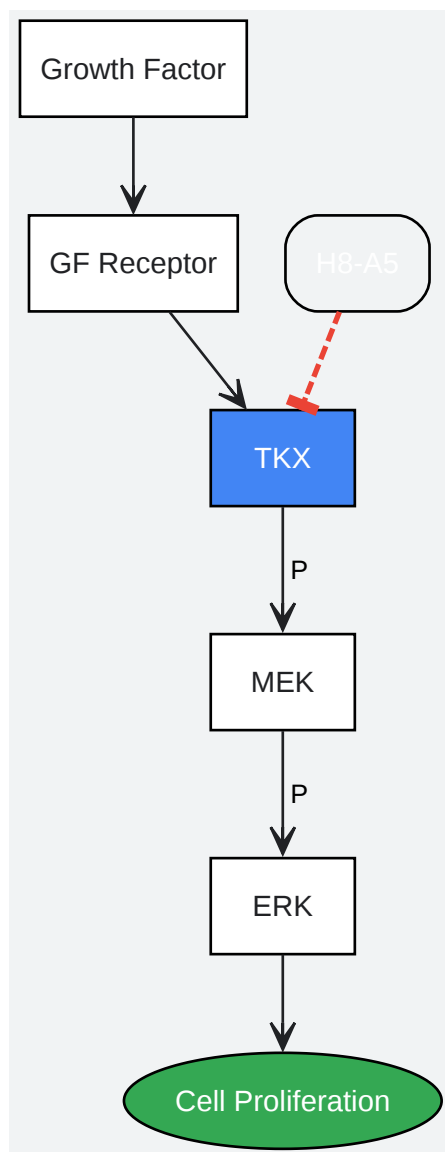 Growth Factor
GF Receptor
H8-A5
TKX
P
MEK
P
ERK
Cell Proliferation